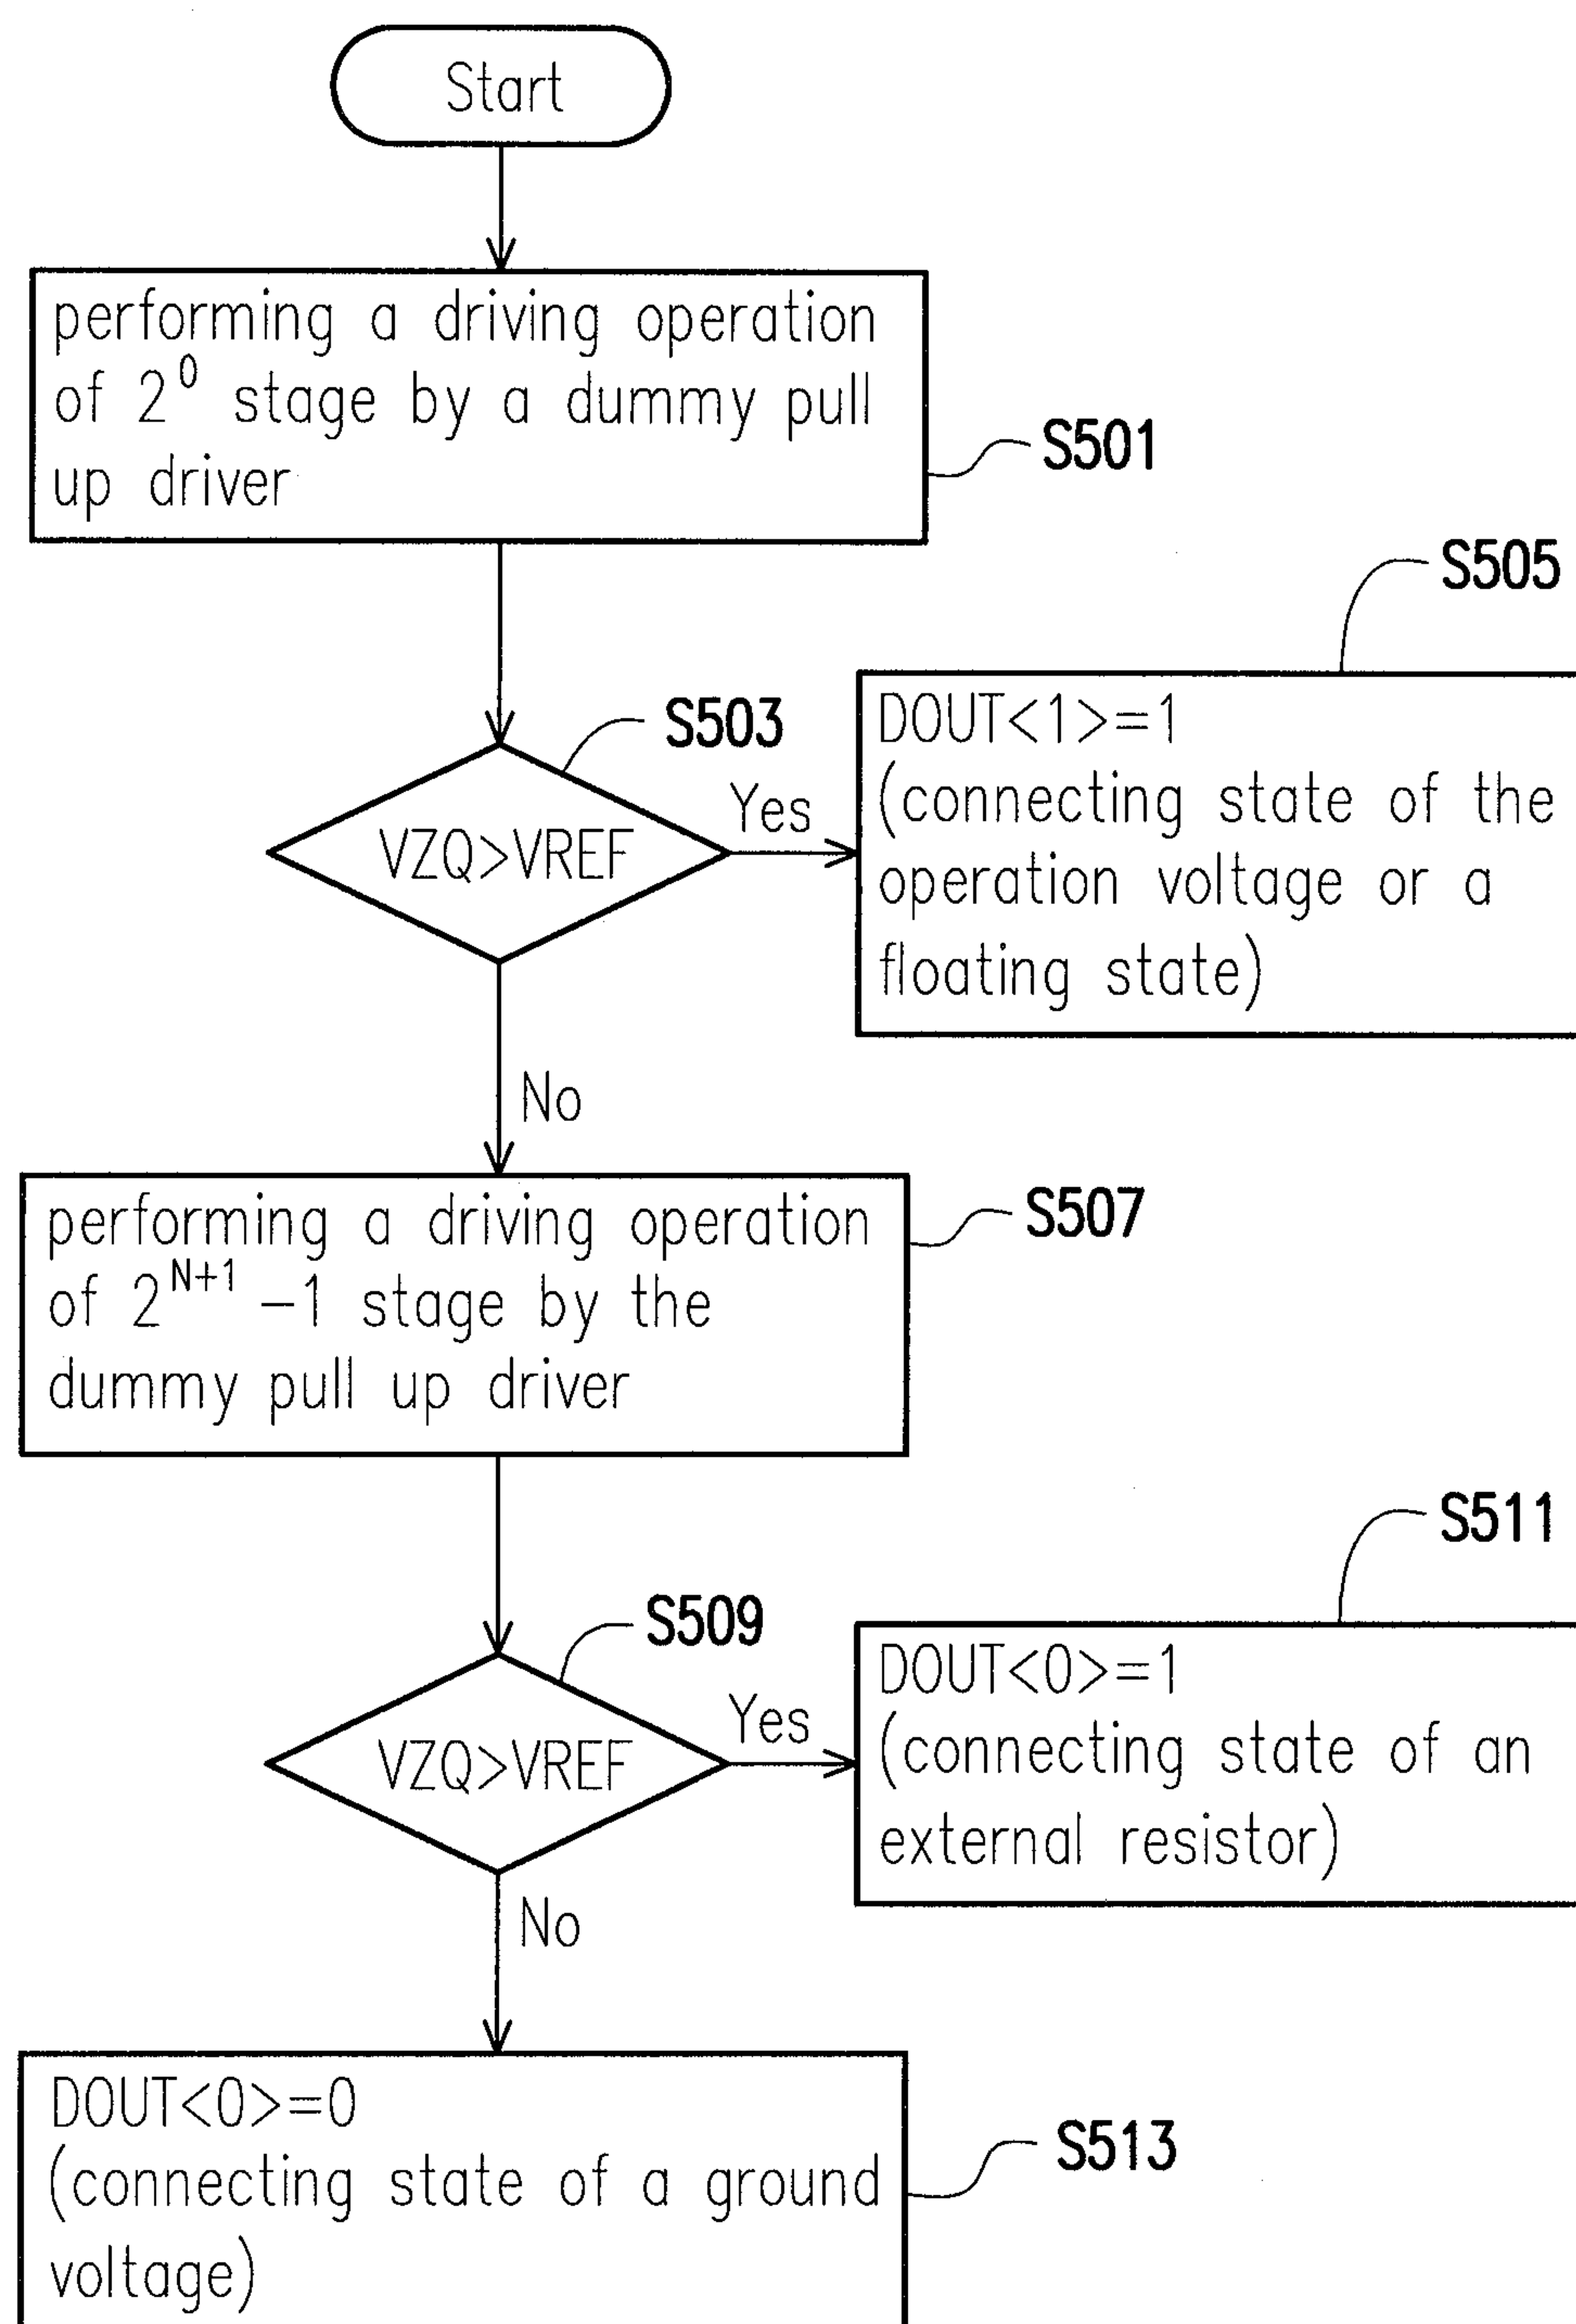 Start
performing a driving operation
of 2⁰ stage by a dummy pull
up driver
S501
S505
S503
DOUT<1>=1
(connecting state of the
operation voltage or a
floating state)
VZQ>VREF
Yes
No
performing a driving operation
of 2ᴺ⁺¹ −1 stage by the
dummy pull up driver
S507
S511
S509
DOUT<0>=1
(connecting state of an
external resistor)
VZQ>VREF
Yes
No
DOUT<0>=0
(connecting state of a ground
voltage)
S513